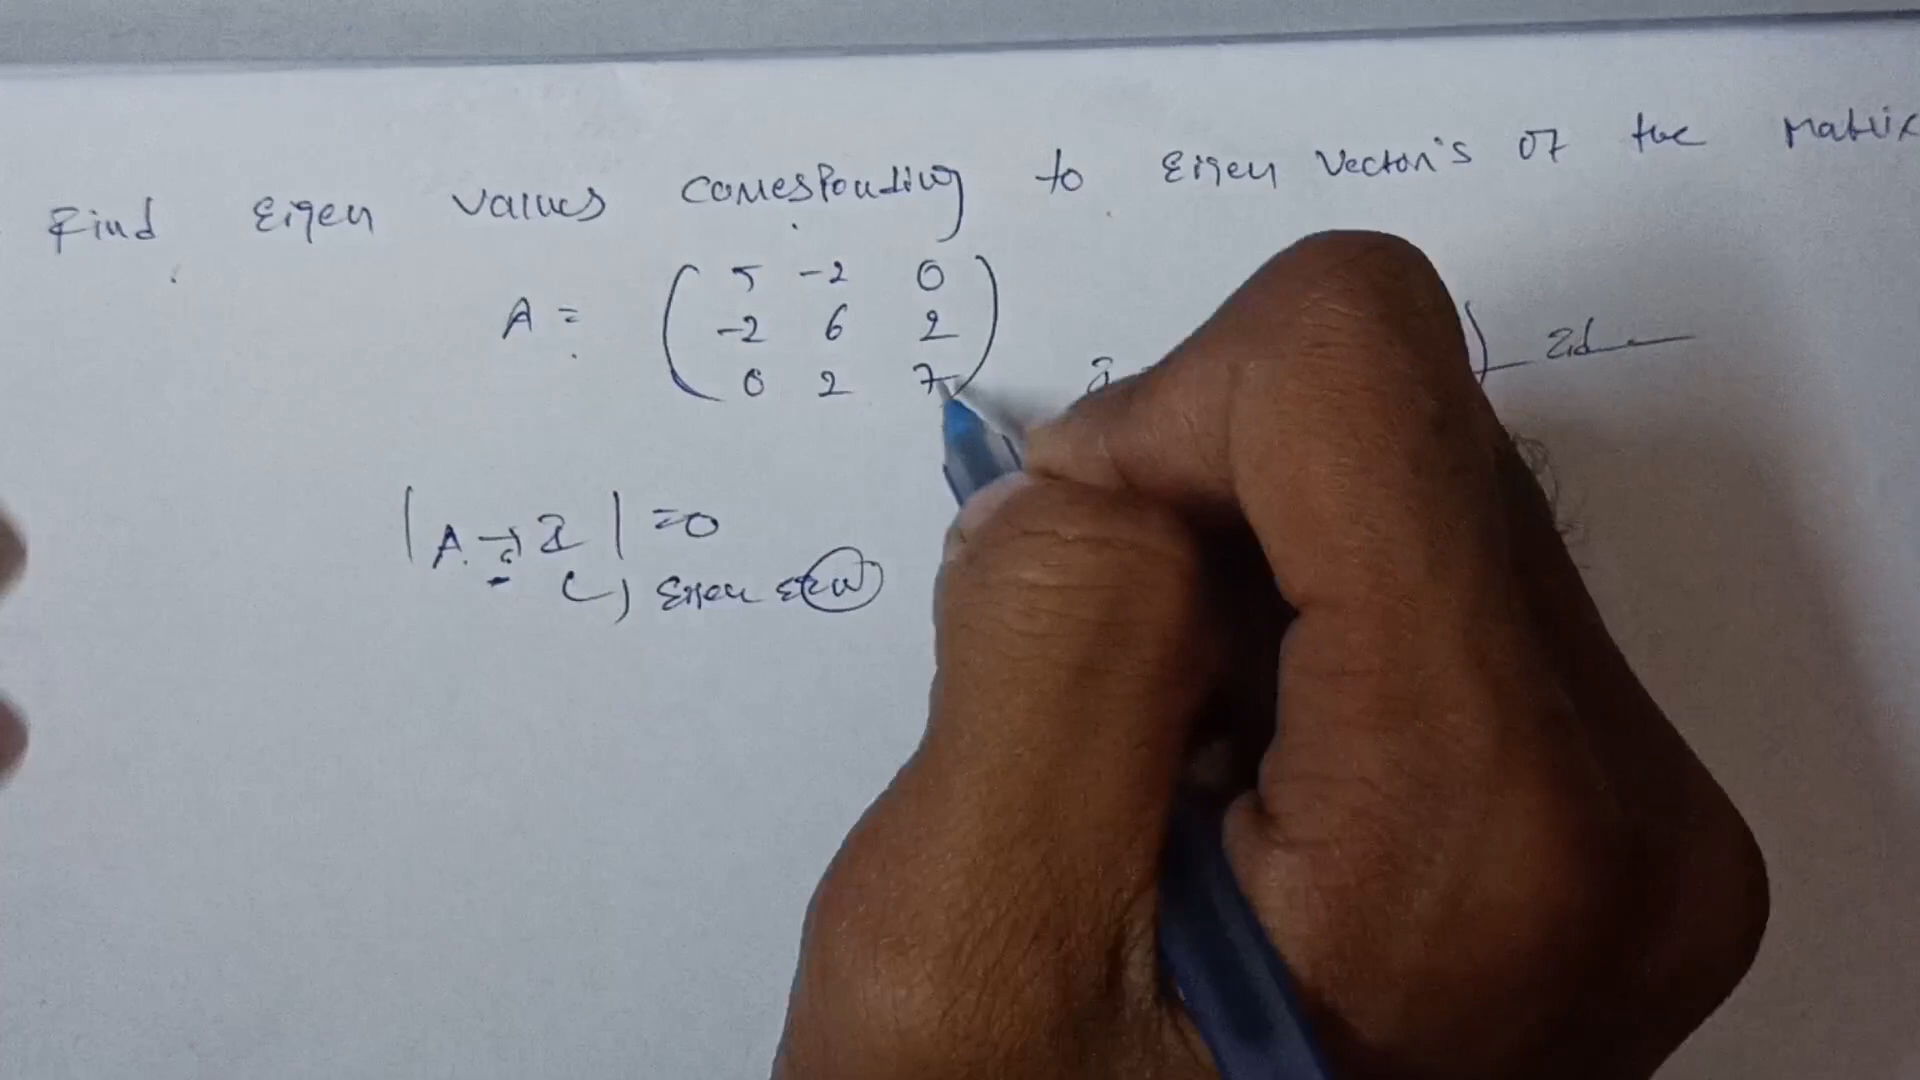 Find Eigen values corresponding to Eigen Vector's of the Matrix
A = ( 5 -2 0
-2 6 2
0 2 7 )
|A - λI| = 0